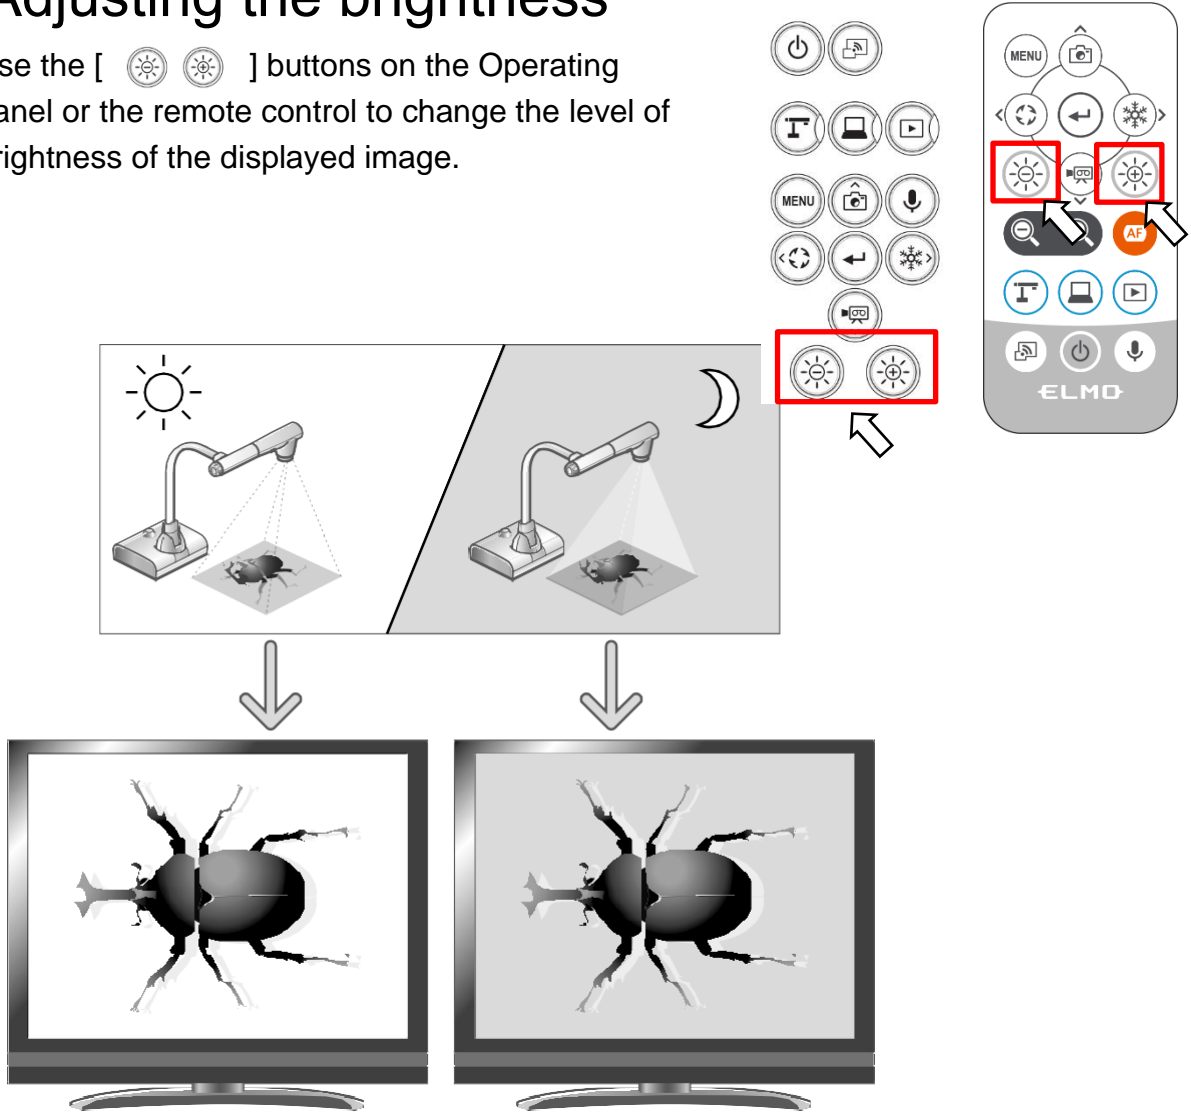 Adjusting the brightness
se the [ ] buttons on the Operating
anel or the remote control to change the level of
rightness of the displayed image.
MENU
MENU
AF
ELMO